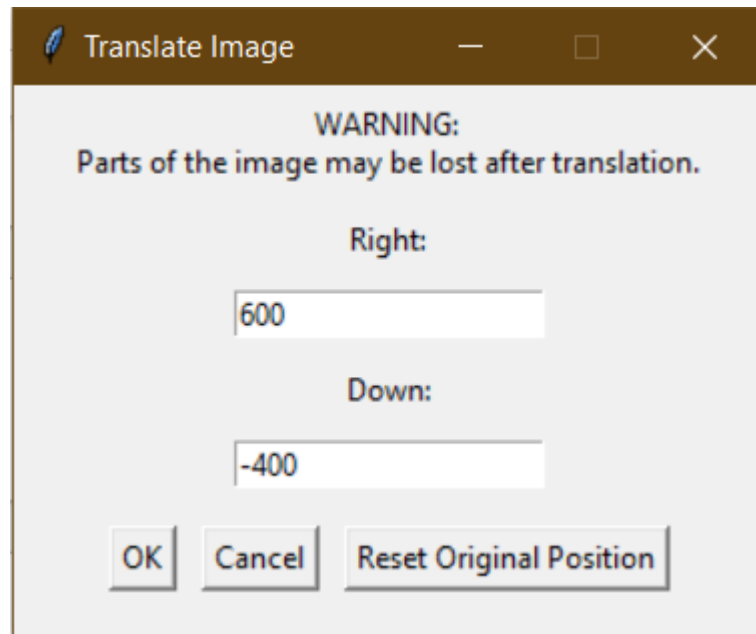 Translate Image
WARNING:
Parts of the image may be lost after translation.
Right:
600
Down:
-400
OK Cancel Reset Original Position